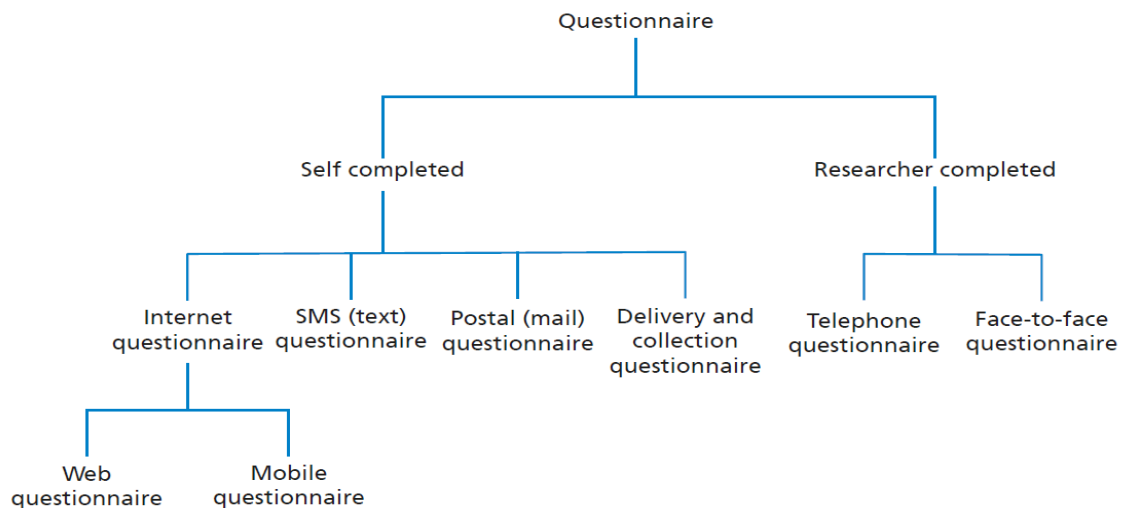 Questionnaire
Self completed
Researcher completed
Internet
questionnaire
SMS (text)
questionnaire
Postal (mail)
questionnaire
Delivery and
collection
questionnaire
Telephone
questionnaire
Face-to-face
questionnaire
Web
questionnaire
Mobile
questionnaire